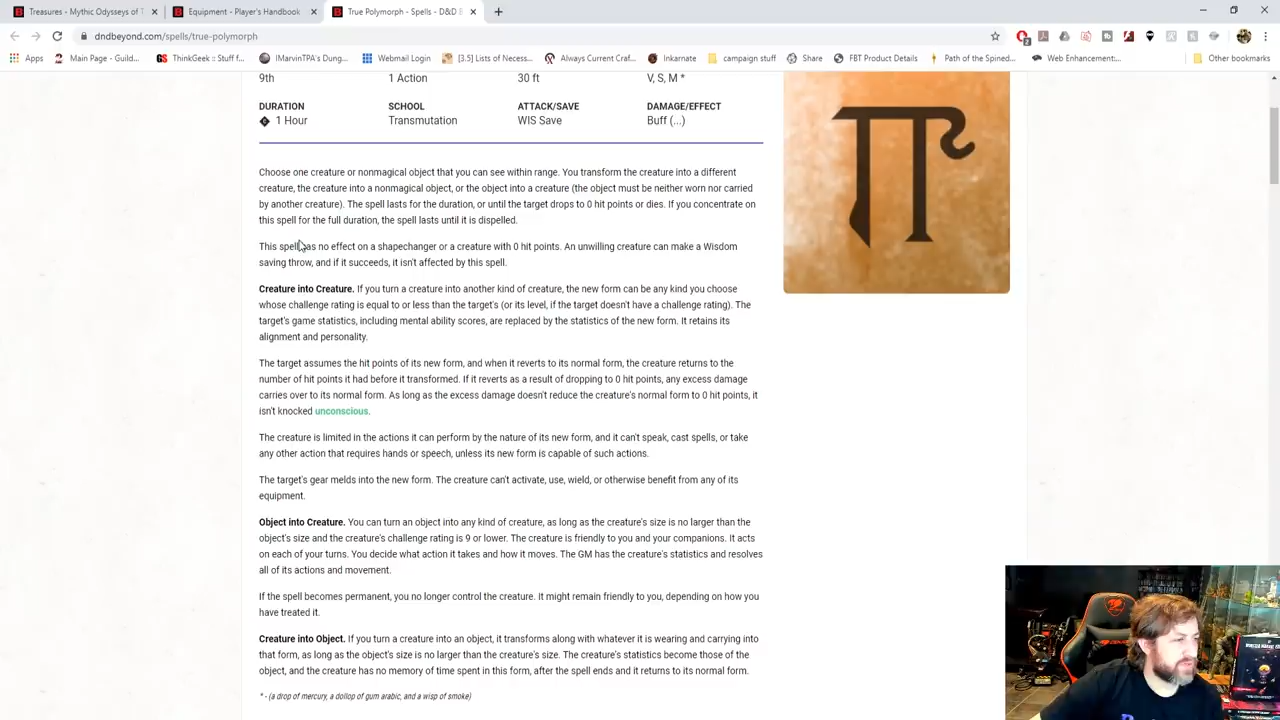 Treasures - Mythic Odysseys of T
Equipment - Player's Handbook
True Polymorph - Spells - D&D B
dndbeyond.com/spells/true-polymorph
Apps
Main Page - Guild...
ThinkGeek :: Stuff f...
IMarvinTPA's Dung...
Webmail Login
[3.5] Lists of Necess...
Always Current Craf...
Inkarnate
campaign stuff
Share
FBT Product Details
Path of the Spined...
Web Enhancement:...
Other bookmarks
9th 1 Action 30 ft V, S, M *
DURATION SCHOOL ATTACK/SAVE DAMAGE/EFFECT
1 Hour Transmutation WIS Save Buff (...)
Choose one creature or nonmagical object that you can see within range. You transform the creature into a different
creature, the creature into a nonmagical object, or the object into a creature (the object must be neither worn nor carried
by another creature). The spell lasts for the duration, or until the target drops to 0 hit points or dies. If you concentrate on
this spell for the full duration, the spell lasts until it is dispelled.
This spell has no effect on a shapechanger or a creature with 0 hit points. An unwilling creature can make a Wisdom
saving throw, and if it succeeds, it isn't affected by this spell.
Creature into Creature. If you turn a creature into another kind of creature, the new form can be any kind you choose
whose challenge rating is equal to or less than the target's (or its level, if the target doesn't have a challenge rating). The
target's game statistics, including mental ability scores, are replaced by the statistics of the new form. It retains its
alignment and personality.
The target assumes the hit points of its new form, and when it reverts to its normal form, the creature returns to the
number of hit points it had before it transformed. If it reverts as a result of dropping to 0 hit points, any excess damage
carries over to its normal form. As long as the excess damage doesn't reduce the creature's normal form to 0 hit points, it
isn't knocked unconscious.
The creature is limited in the actions it can perform by the nature of its new form, and it can't speak, cast spells, or take
any other action that requires hands or speech, unless its new form is capable of such actions.
The target's gear melds into the new form. The creature can't activate, use, wield, or otherwise benefit from any of its
equipment.
Object into Creature. You can turn an object into any kind of creature, as long as the creature's size is no larger than the
object's size and the creature's challenge rating is 9 or lower. The creature is friendly to you and your companions. It acts
on each of your turns. You decide what action it takes and how it moves. The GM has the creature's statistics and resolves
all of its actions and movement.
If the spell becomes permanent, you no longer control the creature. It might remain friendly to you, depending on how you
have treated it.
Creature into Object. If you turn a creature into an object, it transforms along with whatever it is wearing and carrying into
that form, as long as the object's size is no larger than the creature's size. The creature's statistics become those of the
object, and the creature has no memory of time spent in this form, after the spell ends and it returns to its normal form.
* - (a drop of mercury, a dollop of gum arabic, and a wisp of smoke)